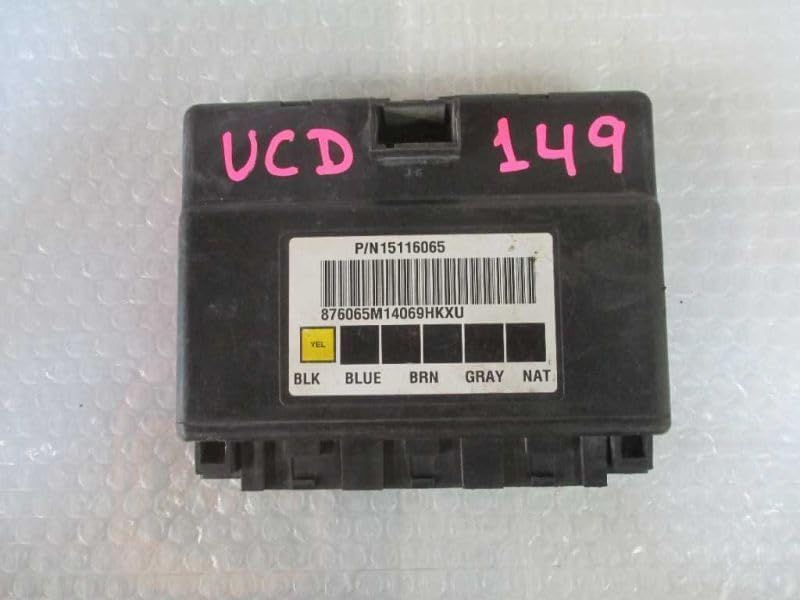 UCD 149
P/N15116065
876065M14069HKXU
YEL
BLK BLUE BRN GRAY NAT